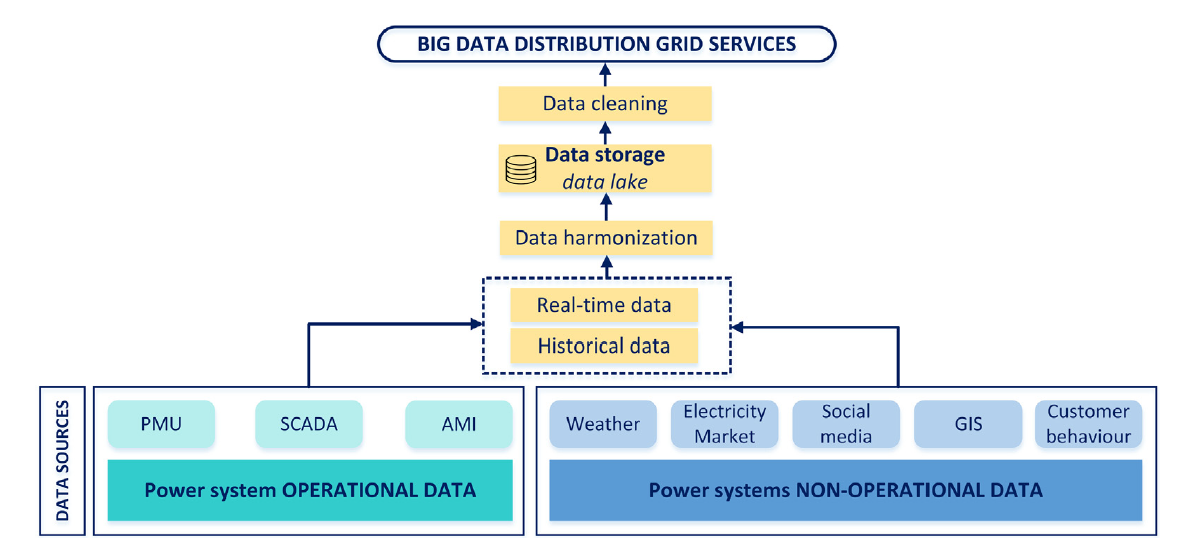 BIG DATA DISTRIBUTION GRID SERVICES
Data cleaning
Data storage
data lake
Data harmonization
Real-time data
Historical data
DATA SOURCES
PMU
SCADA
AMI
Power system OPERATIONAL DATA
Weather
Electricity
Market
Social
media
GIS
Customer
behaviour
Power systems NON-OPERATIONAL DATA